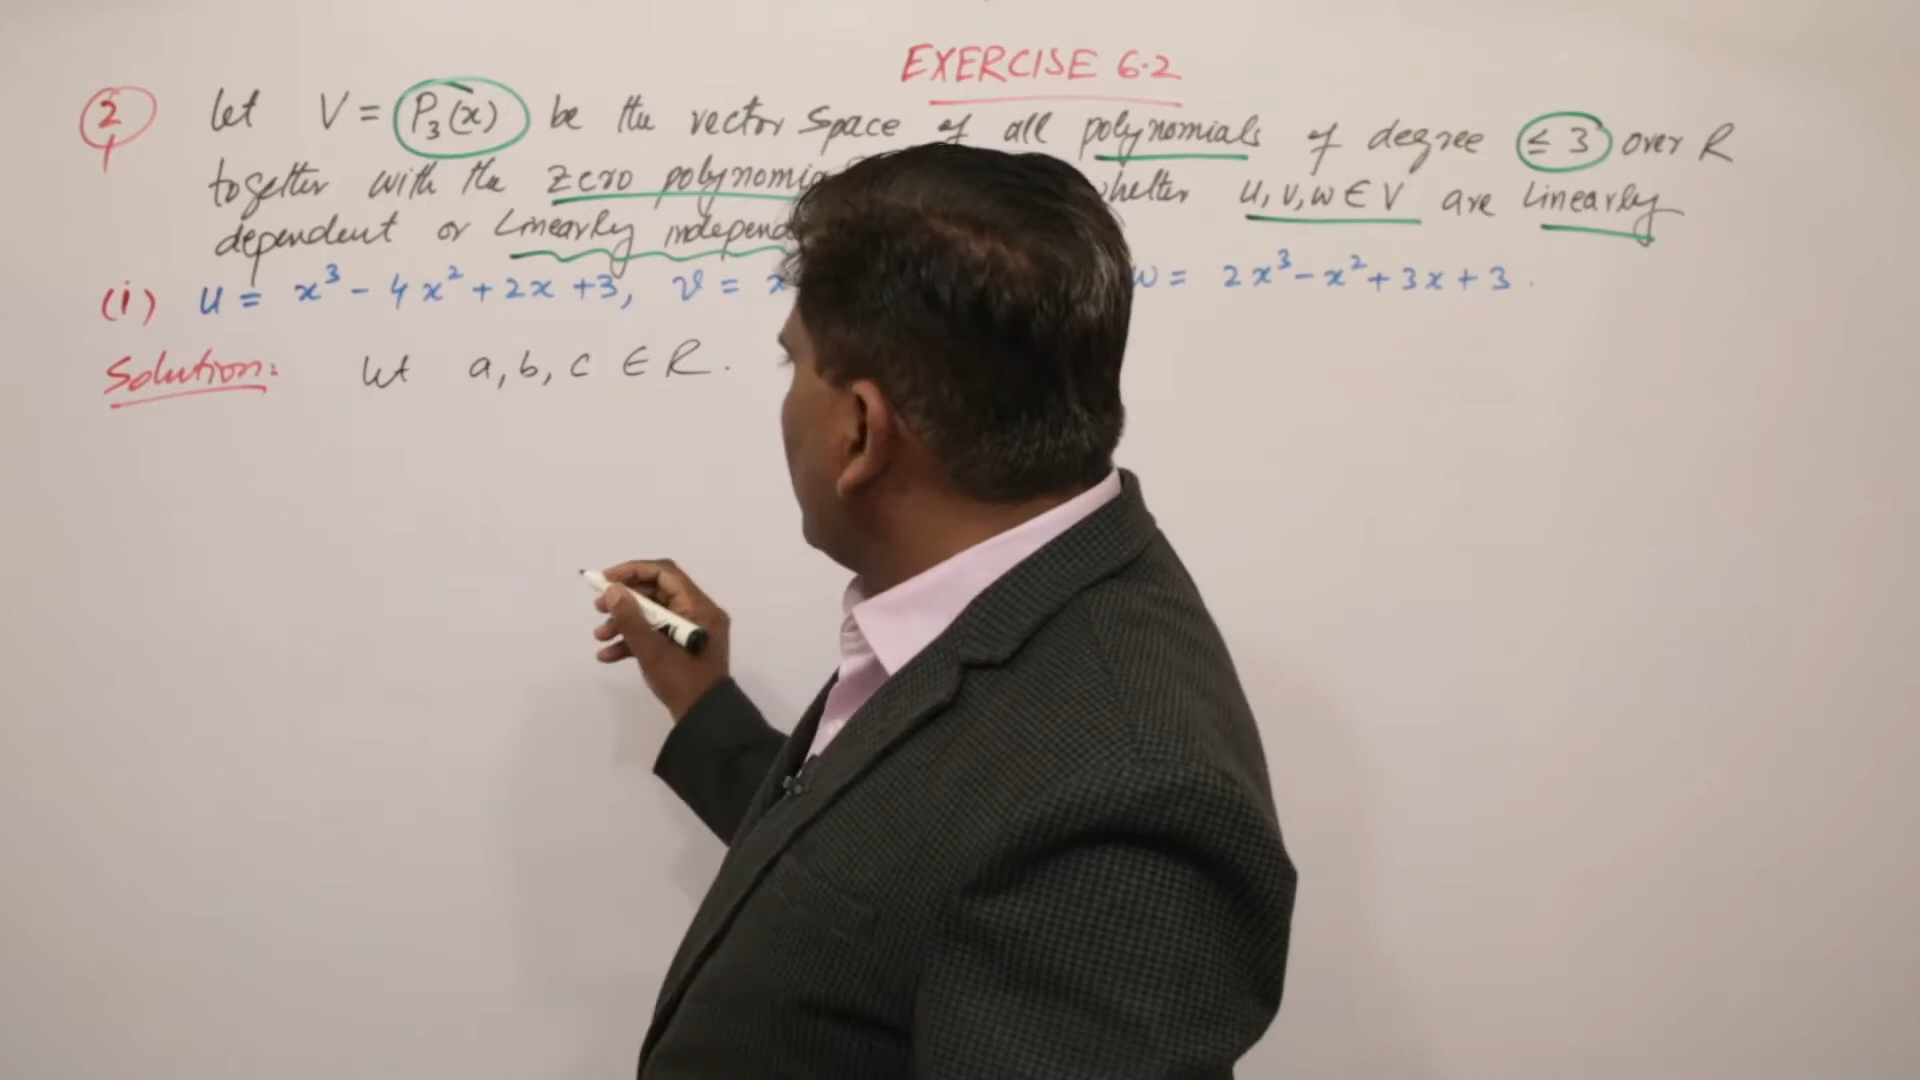 EXERCISE 6.2
2 let V = P₃(x) be the vector space of all polynomials of degree ≤ 3 over R
together with the zero polynomia whether u, v, w ∈ V are linearly
dependent or linearly independ
(i) u = x³ - 4x² + 2x + 3, v = x w = 2x³ - x² + 3x + 3.
Solution: let a, b, c ∈ R.